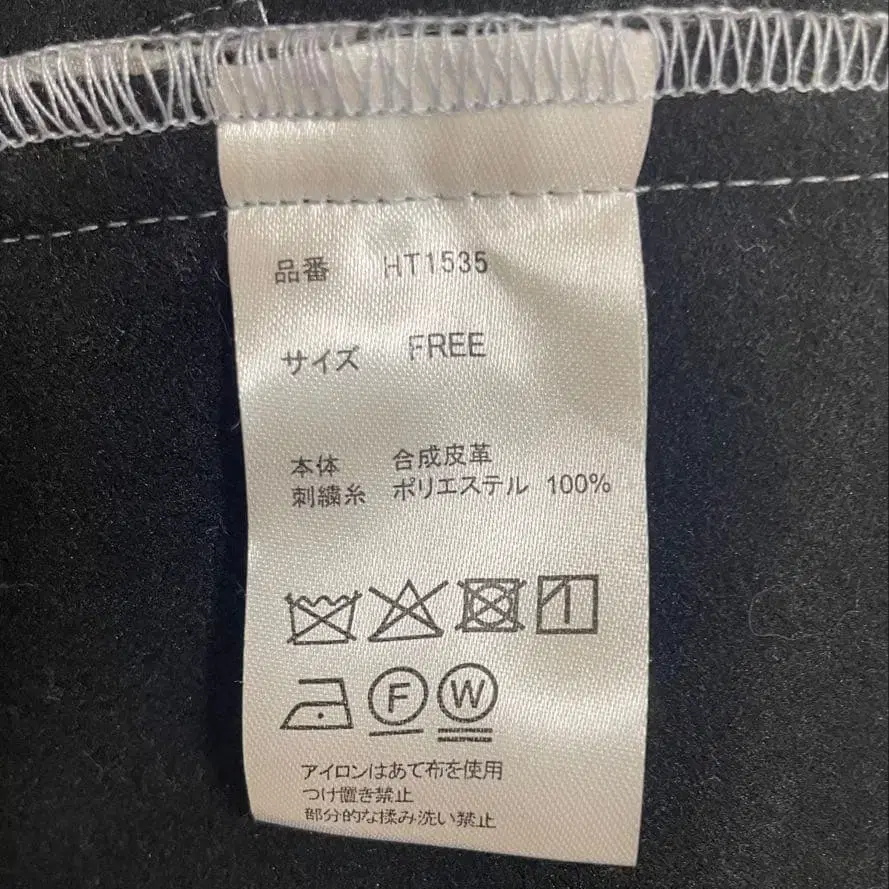 品番 HT1535
サイズ FREE
本体 合成皮革
刺繍糸 ポリエステル 100%
F W
アイロンはあて布を使用
つけ置き禁止
部分的な揉み洗い禁止